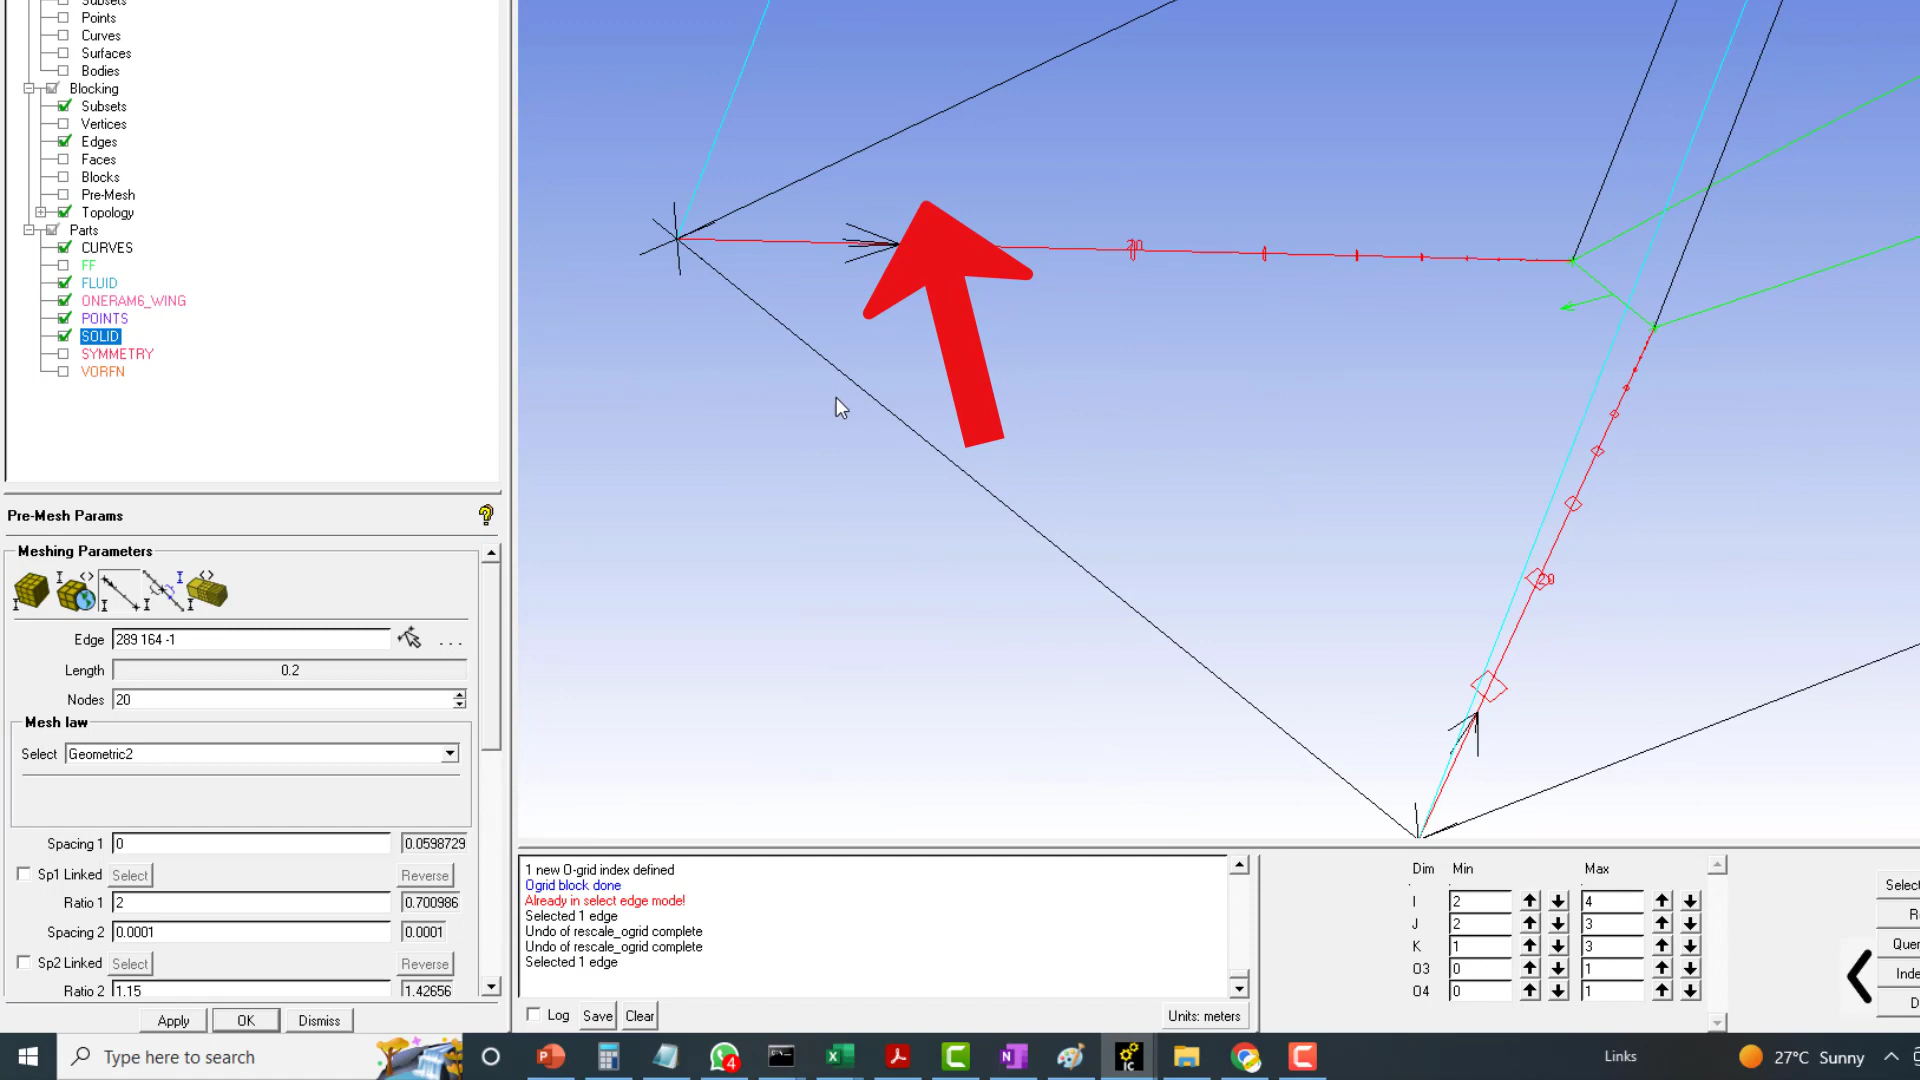 Subsets
Points
Curves
Surfaces
Bodies
Blocking
Subsets
Vertices
Edges
Faces
Blocks
Pre-Mesh
Topology
Parts
CURVES
FF
FLUID
ONERAM6_WING
POINTS
SOLID
SYMMETRY
VORFN
20
20
Pre-Mesh Params
Meshing Parameters
Edge 289 164 -1 ...
Length 0.2
Nodes 20
Mesh law
Select Geometric2
Spacing 1 0 0.0598729
Sp1 Linked Select Reverse
Ratio 1 2 0.700986
Spacing 2 0.0001 0.0001
Sp2 Linked Select Reverse
Ratio 2 1.15 1.42656
Apply OK Dismiss
1 new O-grid index defined
Ogrid block done
Already in select edge mode!
Selected 1 edge
Undo of rescale_ogrid complete
Undo of rescale_ogrid complete
Selected 1 edge
Log Save Clear
Units: meters
Dim Min Max
I 2 4
J 2 3
K 1 3
O3 0 1
O4 0 1
Select
R
Quer
Inde
Type here to search
4
IC
Links
27°C Sunny